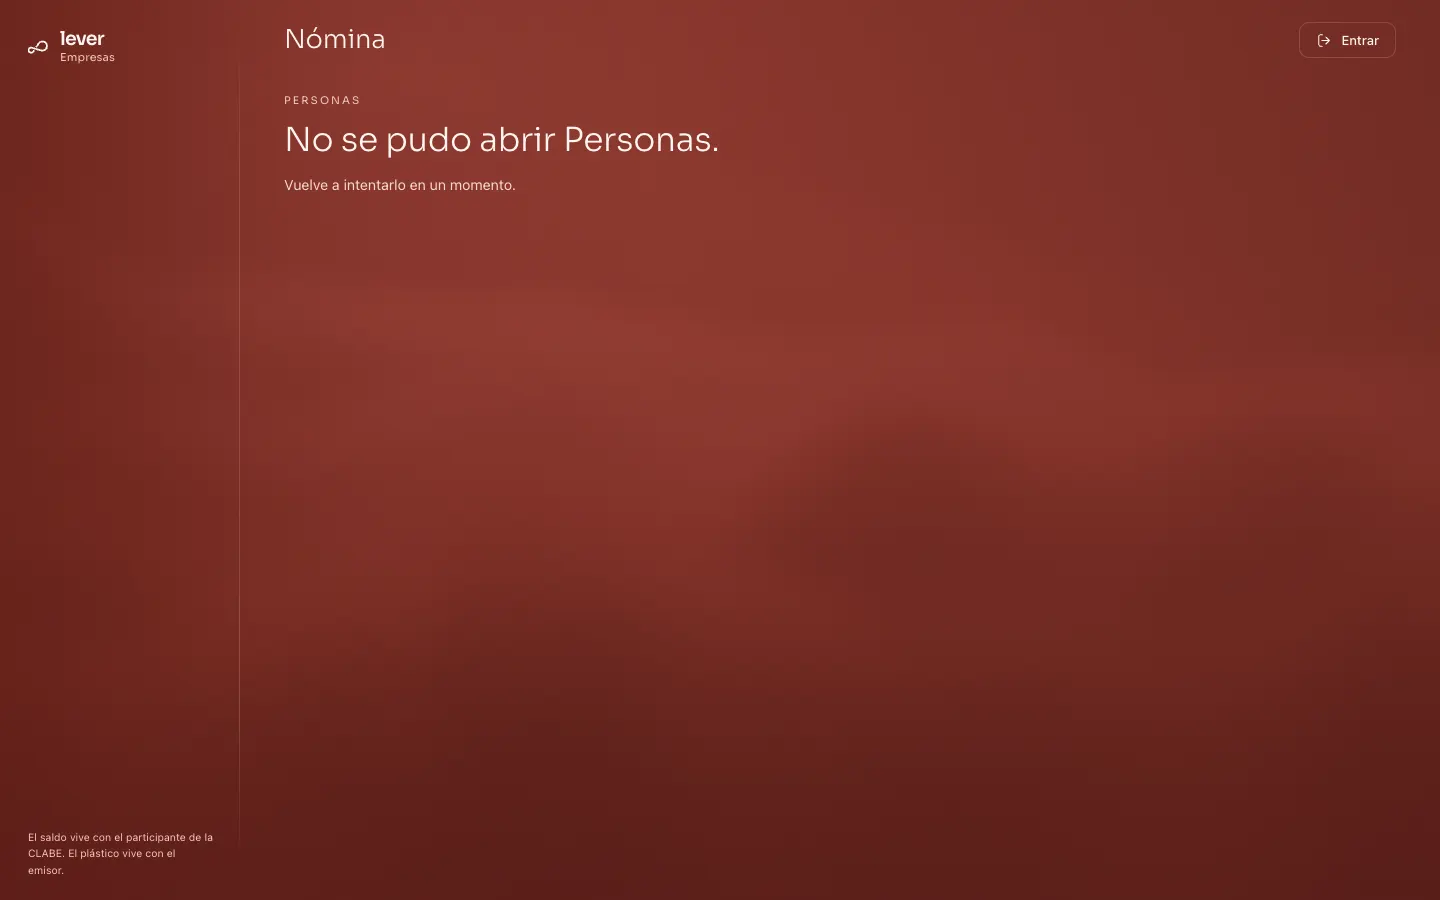 lever
Empresas
Nómina
Entrar
PERSONAS
No se pudo abrir Personas.
Vuelve a intentarlo en un momento.
El saldo vive con el participante de la
CLABE. El plástico vive con el
emisor.